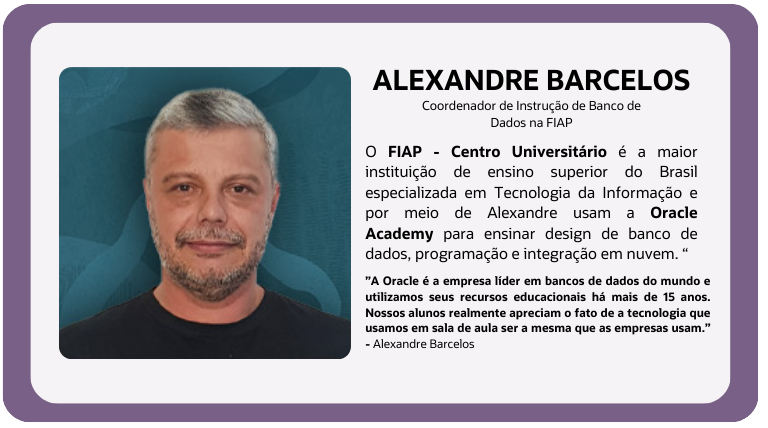 ALEXANDRE BARCELOS
Coordenador de Instrução de Banco de
Dados na FIAP
O FIAP - Centro Universitário é a maior
instituição de ensino superior do Brasil
especializada em Tecnologia da Informação e
por meio de Alexandre usam a Oracle
Academy para ensinar design de banco de
dados, programação e integração em nuvem. “
”A Oracle é a empresa líder em bancos de dados do mundo e
utilizamos seus recursos educacionais há mais de 15 anos.
Nossos alunos realmente apreciam o fato de a tecnologia que
usamos em sala de aula ser a mesma que as empresas usam.”
- Alexandre Barcelos